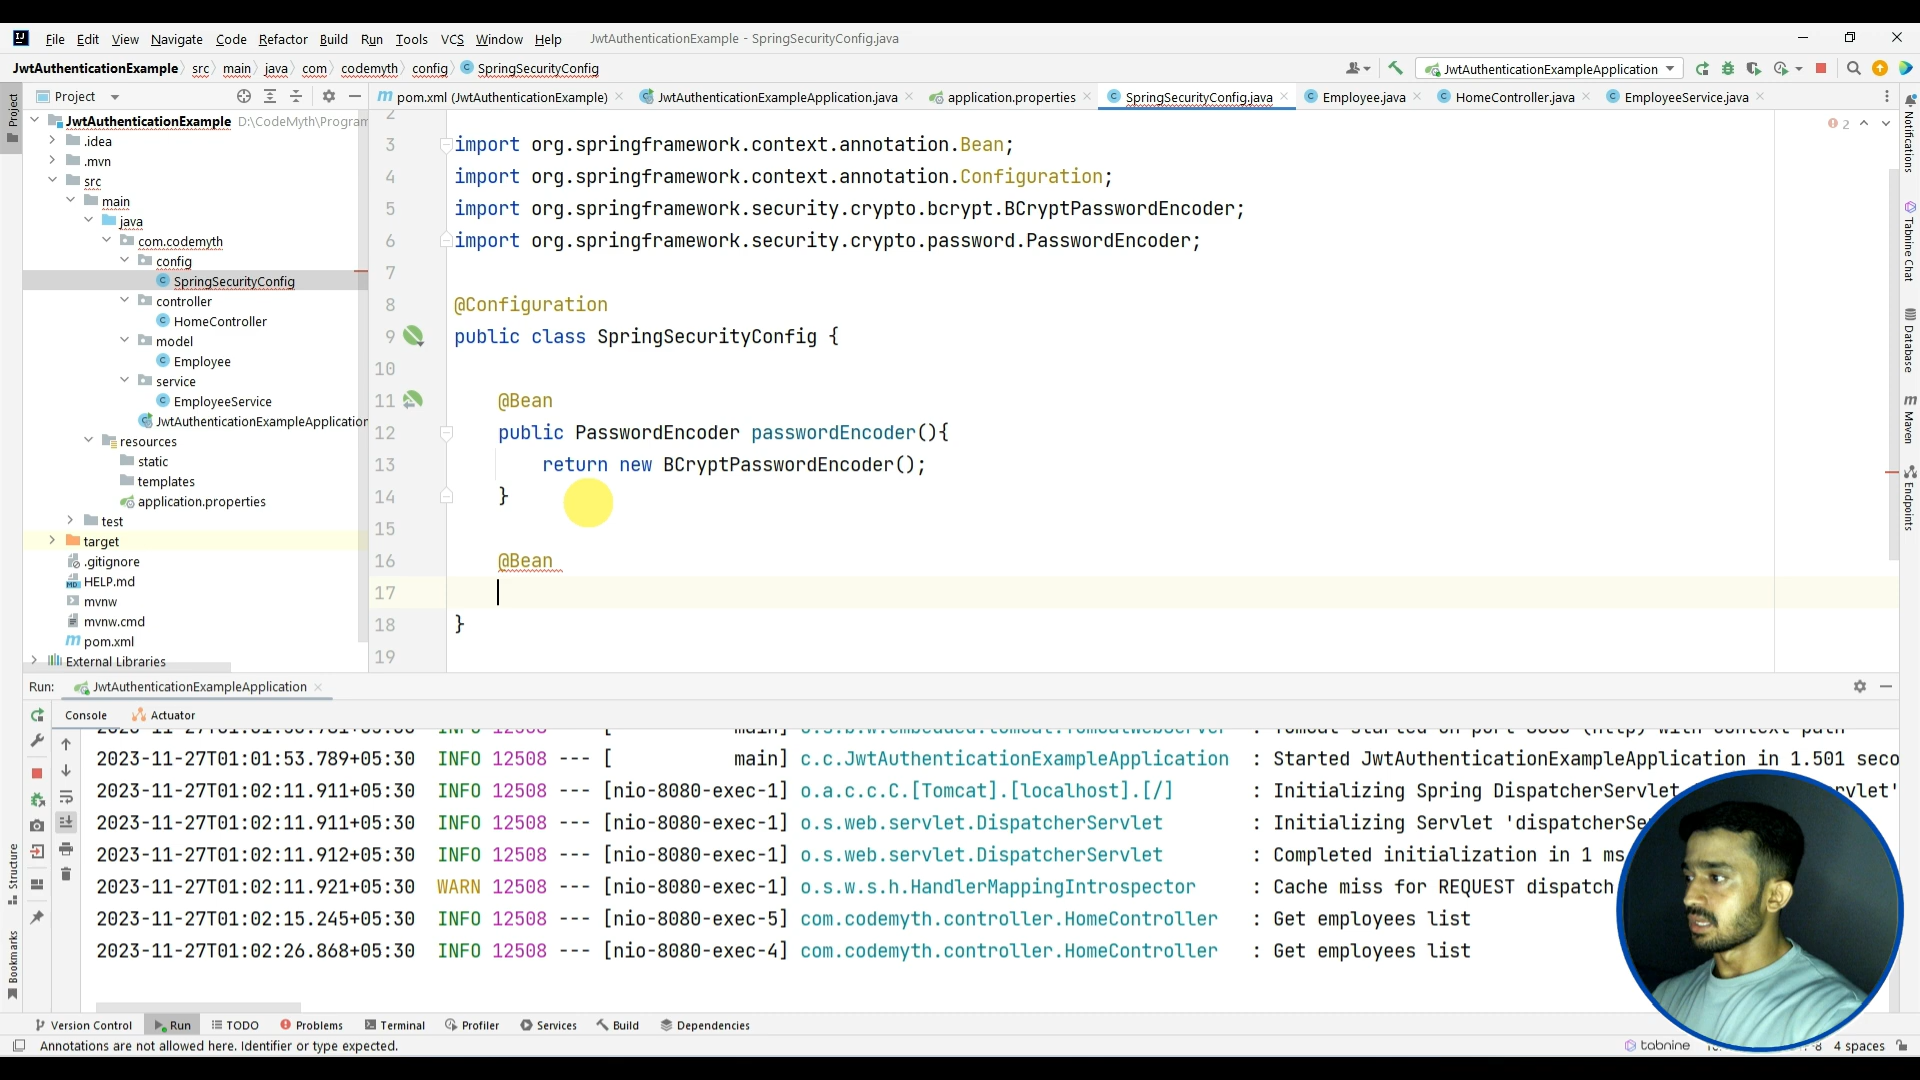 File Edit View Navigate Code Refactor Build Run Tools VCS Window Help JwtAuthenticationExample - SpringSecurityConfig.java
JwtAuthenticationExample src main java com codemyth config SpringSecurityConfig JwtAuthenticationExampleApplication
Project pom.xml (JwtAuthenticationExample) JwtAuthenticationExampleApplication.java application.properties SpringSecurityConfig.java Employee.java HomeController.java EmployeeService.java
Project
JwtAuthenticationExample D:\CodeMyth\Program
.idea
.mvn
src
main
java
com.codemyth
config
SpringSecurityConfig
controller
HomeController
model
Employee
service
EmployeeService
JwtAuthenticationExampleApplication
resources
static
templates
application.properties
test
target
.gitignore
HELP.md
mvnw
mvnw.cmd
pom.xml
External Libraries
2
2
3 import org.springframework.context.annotation.Bean;
4 import org.springframework.context.annotation.Configuration;
5 import org.springframework.security.crypto.bcrypt.BCryptPasswordEncoder;
6 import org.springframework.security.crypto.password.PasswordEncoder;
7
8 @Configuration
9 public class SpringSecurityConfig {
10
11 @Bean
12 public PasswordEncoder passwordEncoder(){
13 return new BCryptPasswordEncoder();
14 }
15
16 @Bean
17
18 }
19
Notifications
Tabnine Chat
Database
Maven
Endpoints
Run: JwtAuthenticationExampleApplication
Console Actuator
2023-11-27T01:01:53.789+05:30 INFO 12508 --- [ main] c.c.JwtAuthenticationExampleApplication : Started JwtAuthenticationExampleApplication in 1.501 seco
2023-11-27T01:02:11.911+05:30 INFO 12508 --- [nio-8080-exec-1] o.a.c.c.C.[Tomcat].[localhost].[/] : Initializing Spring DispatcherServlet
2023-11-27T01:02:11.911+05:30 INFO 12508 --- [nio-8080-exec-1] o.s.web.servlet.DispatcherServlet : Initializing Servlet 'dispatcherSe
2023-11-27T01:02:11.912+05:30 INFO 12508 --- [nio-8080-exec-1] o.s.web.servlet.DispatcherServlet : Completed initialization in 1 ms
2023-11-27T01:02:11.921+05:30 WARN 12508 --- [nio-8080-exec-1] o.s.w.s.h.HandlerMappingIntrospector : Cache miss for REQUEST dispatch
2023-11-27T01:02:15.245+05:30 INFO 12508 --- [nio-8080-exec-5] com.codemyth.controller.HomeController : Get employees list
2023-11-27T01:02:26.868+05:30 INFO 12508 --- [nio-8080-exec-4] com.codemyth.controller.HomeController : Get employees list
Structure
Bookmarks
Version Control Run TODO Problems Terminal Profiler Services Build Dependencies
Annotations are not allowed here. Identifier or type expected. tabnine 4 spaces